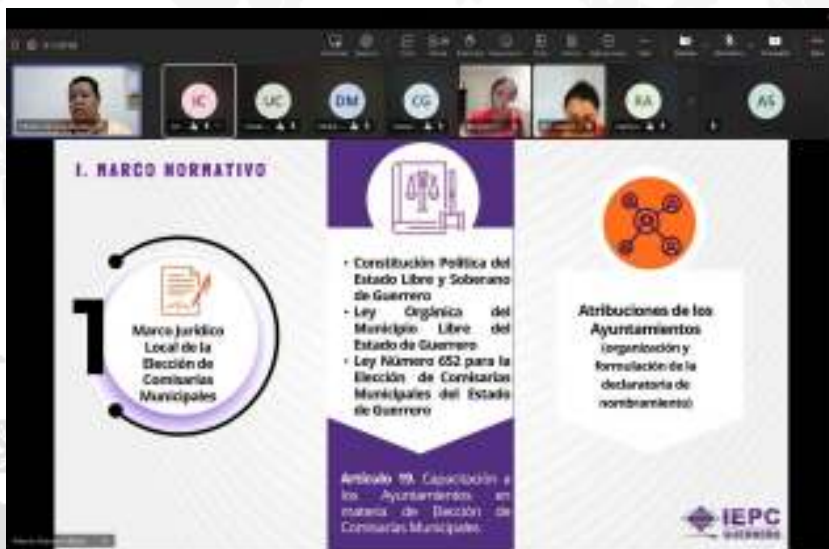 IC
UC
DM
CG
RA
AS
I. MARCO NORMATIVO
1
Marco Jurídico
Local de la
Elección de
Comisarías
Municipales
• Constitución Política del
Estado Libre y Soberano
de Guerrero
• Ley Orgánica del
Municipio Libre del
Estado de Guerrero
• Ley Número 652 para la
Elección de Comisarías
Municipales del Estado
de Guerrero
Artículo 19. Capacitación a
los Ayuntamientos en
materia de Elección de
Comisarías Municipales
Atribuciones de los
Ayuntamientos
(organización y
formulación de la
declaratoria de
nombramiento)
IEPC
GUERRERO